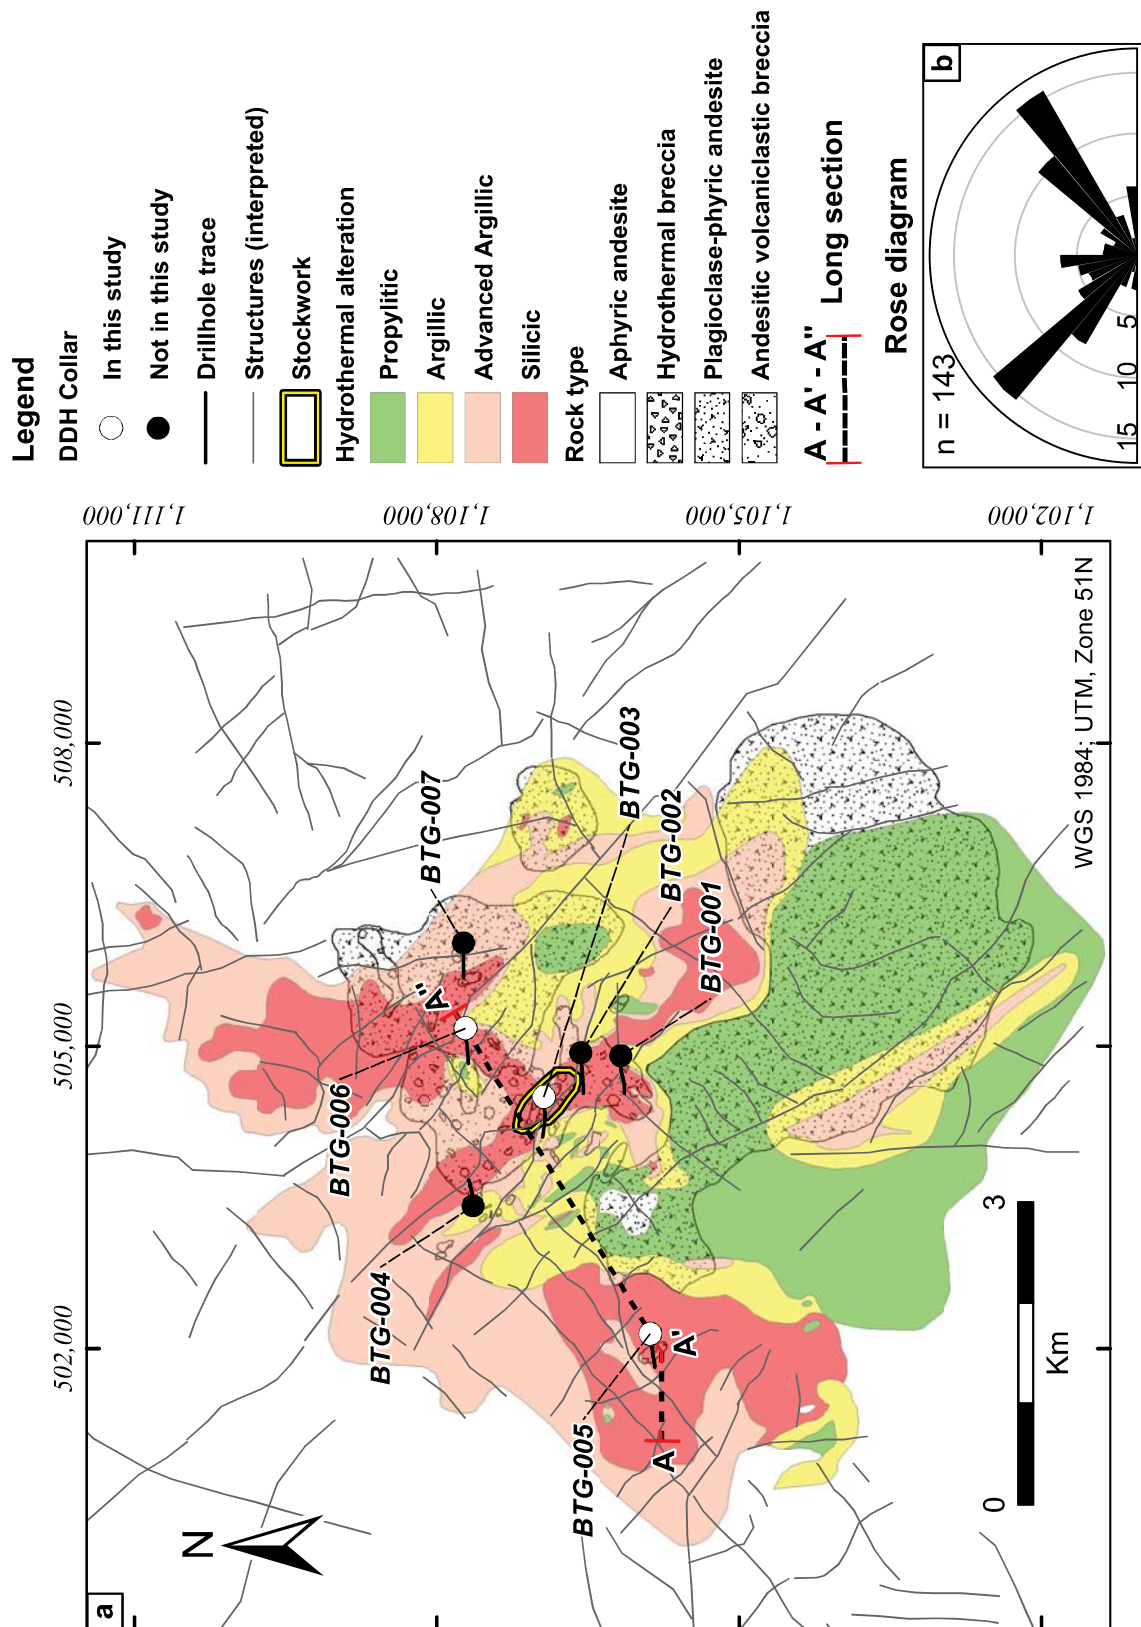 a
N
502,000
505,000
508,000
1,111,000
1,108,000
1,105,000
1,102,000
BTG-007
BTG-003
BTG-002
BTG-001
BTG-006
BTG-004
BTG-005
A
A'
A"
0
3
Km
WGS 1984; UTM, Zone 51N
Legend
DDH Collar
In this study
Not in this study
Drillhole trace
Structures (interpreted)
Stockwork
Hydrothermal alteration
Propylitic
Argillic
Advanced Argillic
Silicic
Rock type
Aphyric andesite
Hydrothermal breccia
Plagioclase-phyric andesite
Andesitic volcaniclastic breccia
A - A' - A"
Long section
Rose diagram
b
n = 143
15
10
5